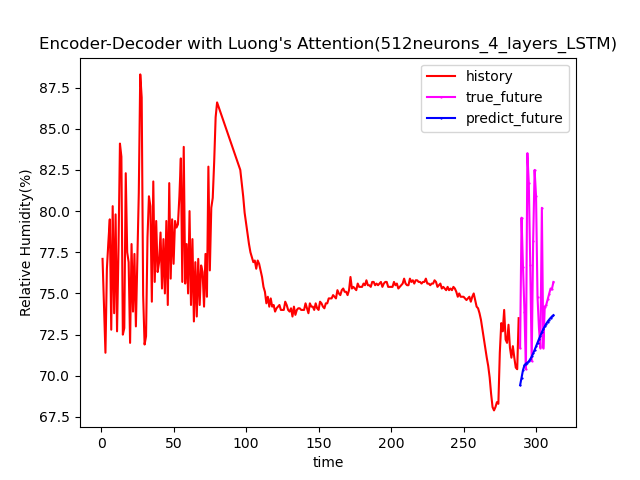 Encoder-Decoder with Luong's Attention(512neurons_4_layers_LSTM)
history
true_future
predict_future
Relative Humidity(%)
87.5
85.0
82.5
80.0
77.5
75.0
72.5
70.0
67.5
0 50 100 150 200 250 300
time